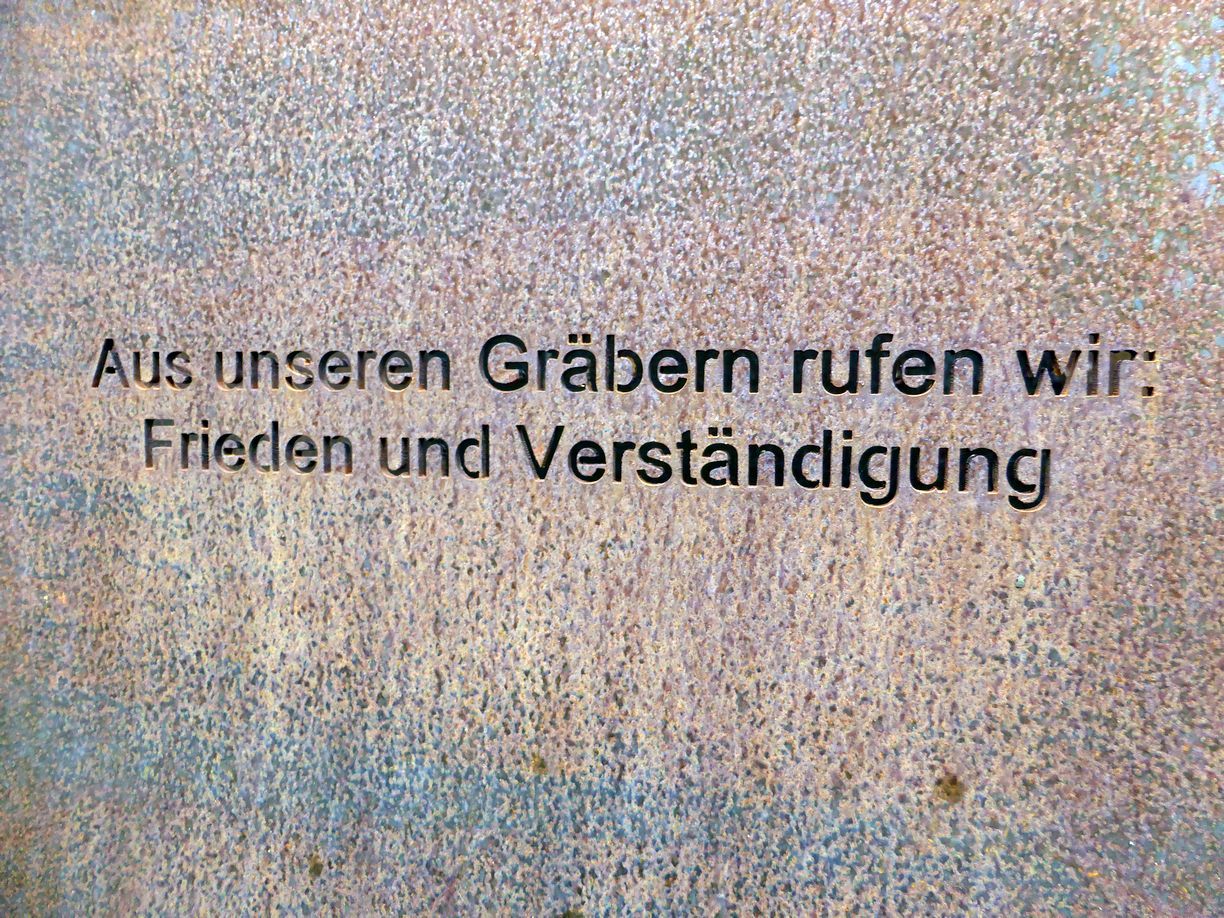 Aus unseren Gräbern rufen wir:
Frieden und Verständigung